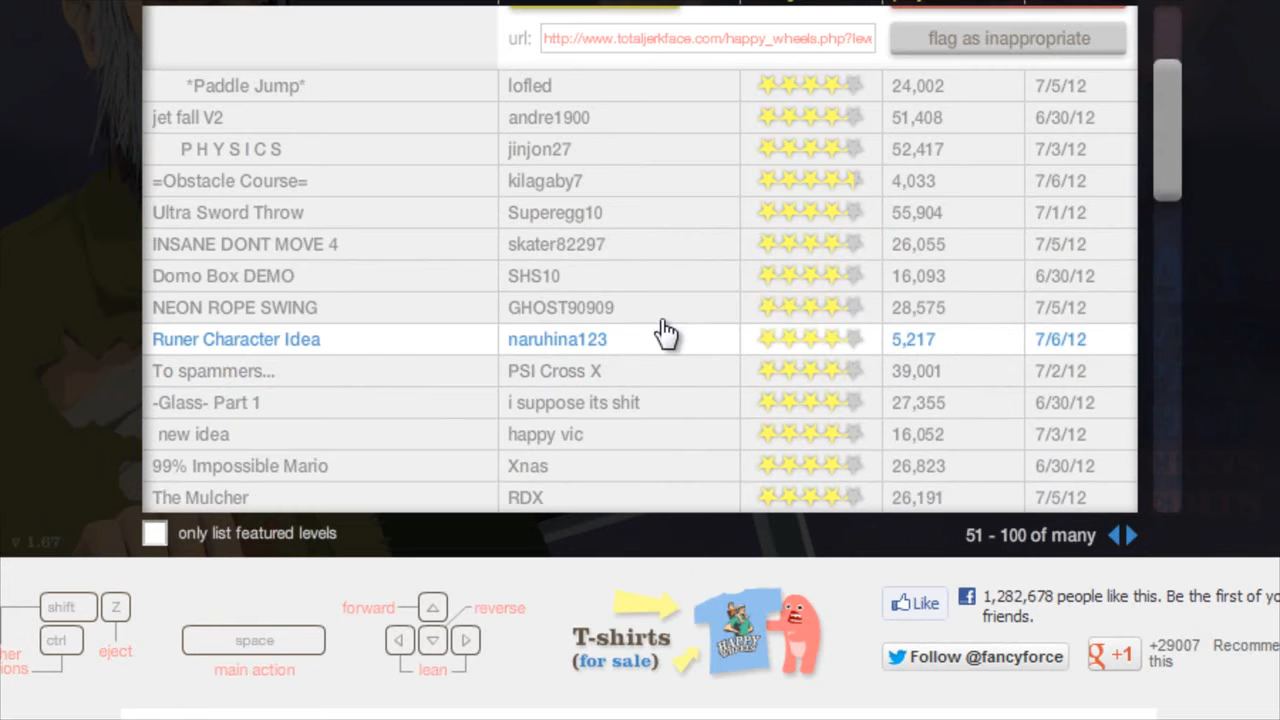 url: http://www.totaljerkface.com/happy_wheels.php?leve flag as inappropriate
*Paddle Jump* lofled 24,002 7/5/12
jet fall V2 andre1900 51,408 6/30/12
P H Y S I C S jinjon27 52,417 7/3/12
=Obstacle Course= kilagaby7 4,033 7/6/12
Ultra Sword Throw Superegg10 55,904 7/1/12
INSANE DONT MOVE 4 skater82297 26,055 7/5/12
Domo Box DEMO SHS10 16,093 6/30/12
NEON ROPE SWING GHOST90909 28,575 7/5/12
Runer Character Idea naruhina123 5,217 7/6/12
To spammers... PSI Cross X 39,001 7/2/12
-Glass- Part 1 i suppose its shit 27,355 6/30/12
new idea happy vic 16,052 7/3/12
99% Impossible Mario Xnas 26,823 6/30/12
The Mulcher RDX 26,191 7/5/12
v 1.67 only list featured levels 51 - 100 of many
shift Z
ctrl
eject
space
main action
forward reverse
lean
T-shirts
(for sale)
HAPPY WHEELS
Like 1,282,678 people like this. Be the first of yo
friends.
Follow @fancyforce +1 +29007 Recomme
this